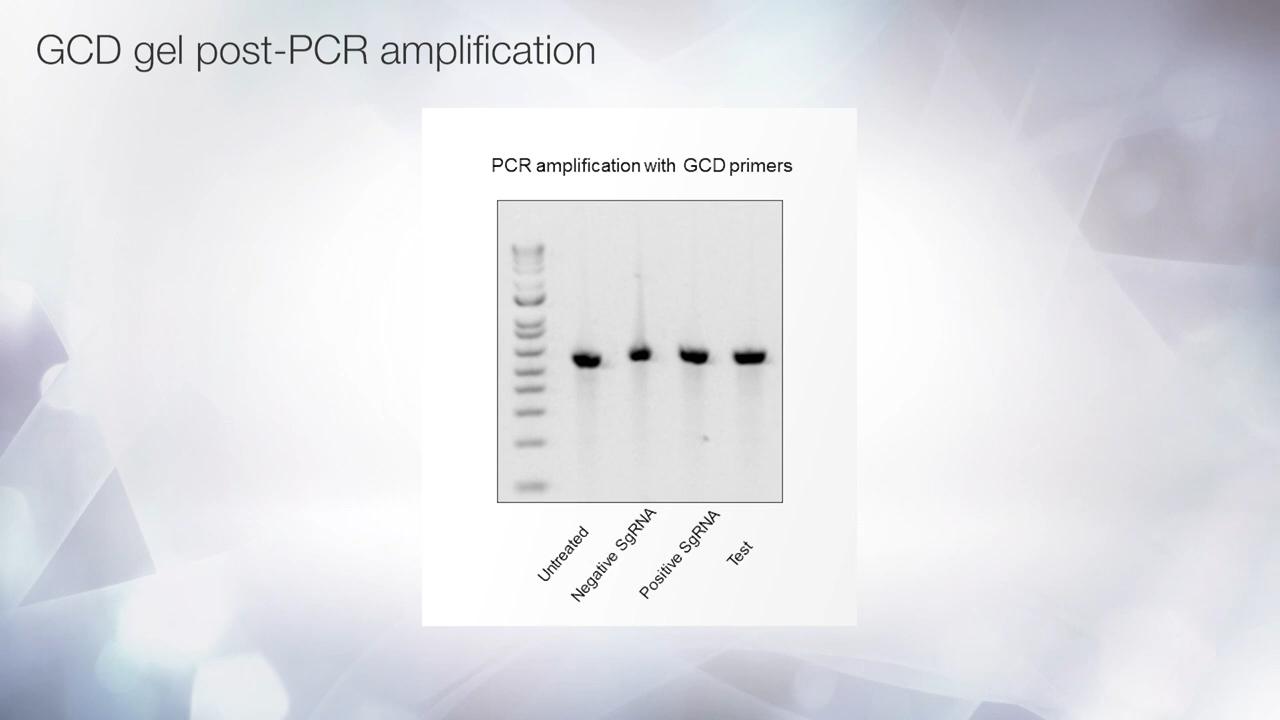 GCD gel post-PCR amplification
PCR amplification with GCD primers
Untreated
Negative SgRNA
Positive SgRNA
Test